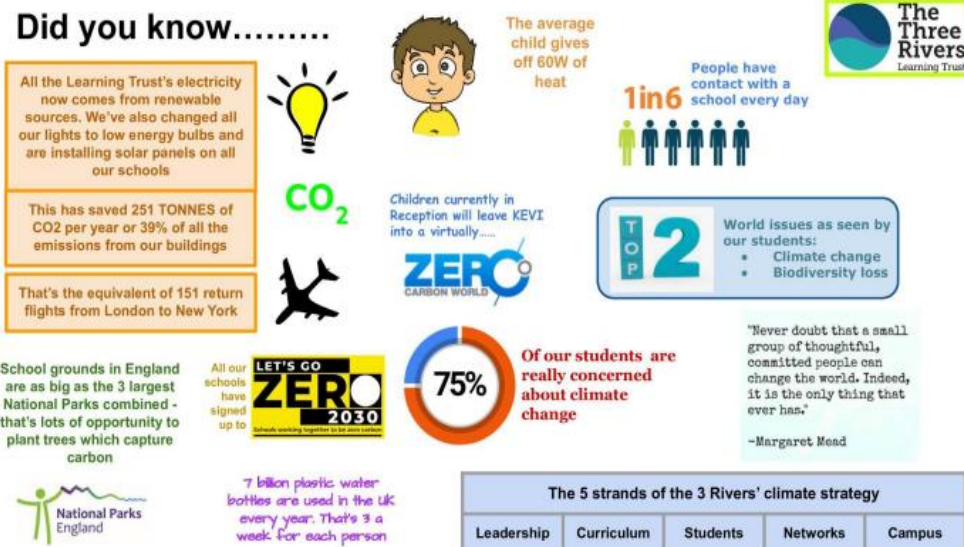 Did you know.........
The average
child gives
off 60W of
heat
The
Three
Rivers
Learning Trust
All the Learning Trust's electricity
now comes from renewable
sources. We've also changed all
our lights to low energy bulbs and
are installing solar panels on all
our schools
People have
contact with a
school every day
1in6
This has saved 251 TONNES of
CO2 per year or 39% of all the
emissions from our buildings
CO2
Children currently in
Reception will leave KEVI
into a virtually.....
ZERO
CARBON WORLD
TOP
2
World issues as seen by
our students:
• Climate change
• Biodiversity loss
That's the equivalent of 151 return
flights from London to New York
School grounds in England
are as big as the 3 largest
National Parks combined -
that's lots of opportunity to
plant trees which capture
carbon
All our
schools
have
signed
up to
LET'S GO
ZERO
2030
Schools working together to be zero carbon
75%
Of our students are
really concerned
about climate
change
"Never doubt that a small
group of thoughtful,
committed people can
change the world. Indeed,
it is the only thing that
ever has."
-Margaret Mead
National Parks
England
7 billion plastic water
bottles are used in the UK
every year. That's 3 a
week for each person
The 5 strands of the 3 Rivers' climate strategy
Leadership Curriculum Students Networks Campus